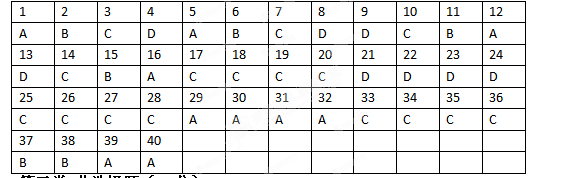 1 2 3 4 5 6 7 8 9 10 11 12
A B C D A B C D D C B A
13 14 15 16 17 18 19 20 21 22 23 24
D C B A C C C C D D D D
25 26 27 28 29 30 31 32 33 34 35 36
C C C C A A A A C C C C
37 38 39 40
B B A A